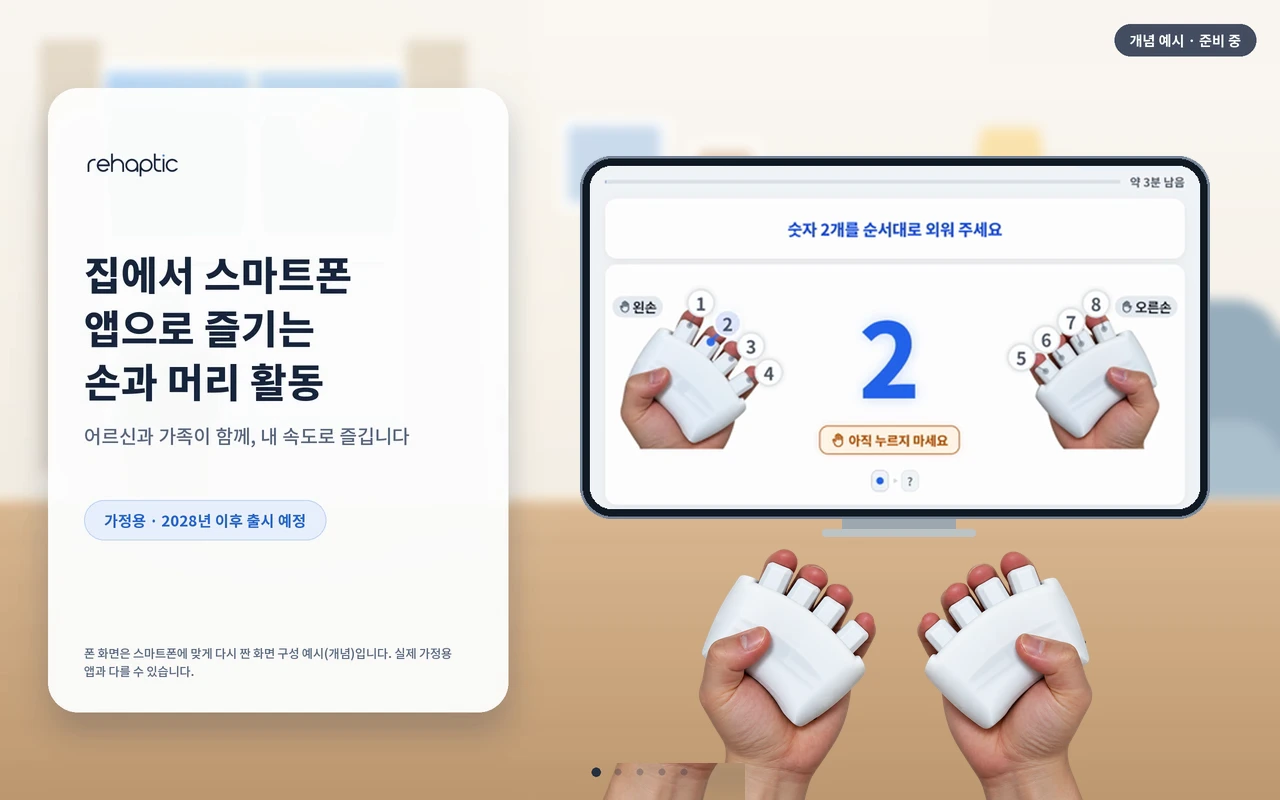 개념 예시 · 준비 중
rehaptic
집에서 스마트폰
앱으로 즐기는
손과 머리 활동
어르신과 가족이 함께, 내 속도로 즐깁니다
가정용 · 2028년 이후 출시 예정
폰 화면은 스마트폰에 맞게 다시 짠 화면 구성 예시(개념)입니다. 실제 가정용
앱과 다를 수 있습니다.
약 3분 남음
숫자 2개를 순서대로 외워 주세요
왼손
1
2
3
4
2
5
6
7
8
오른손
아직 누르지 마세요
?